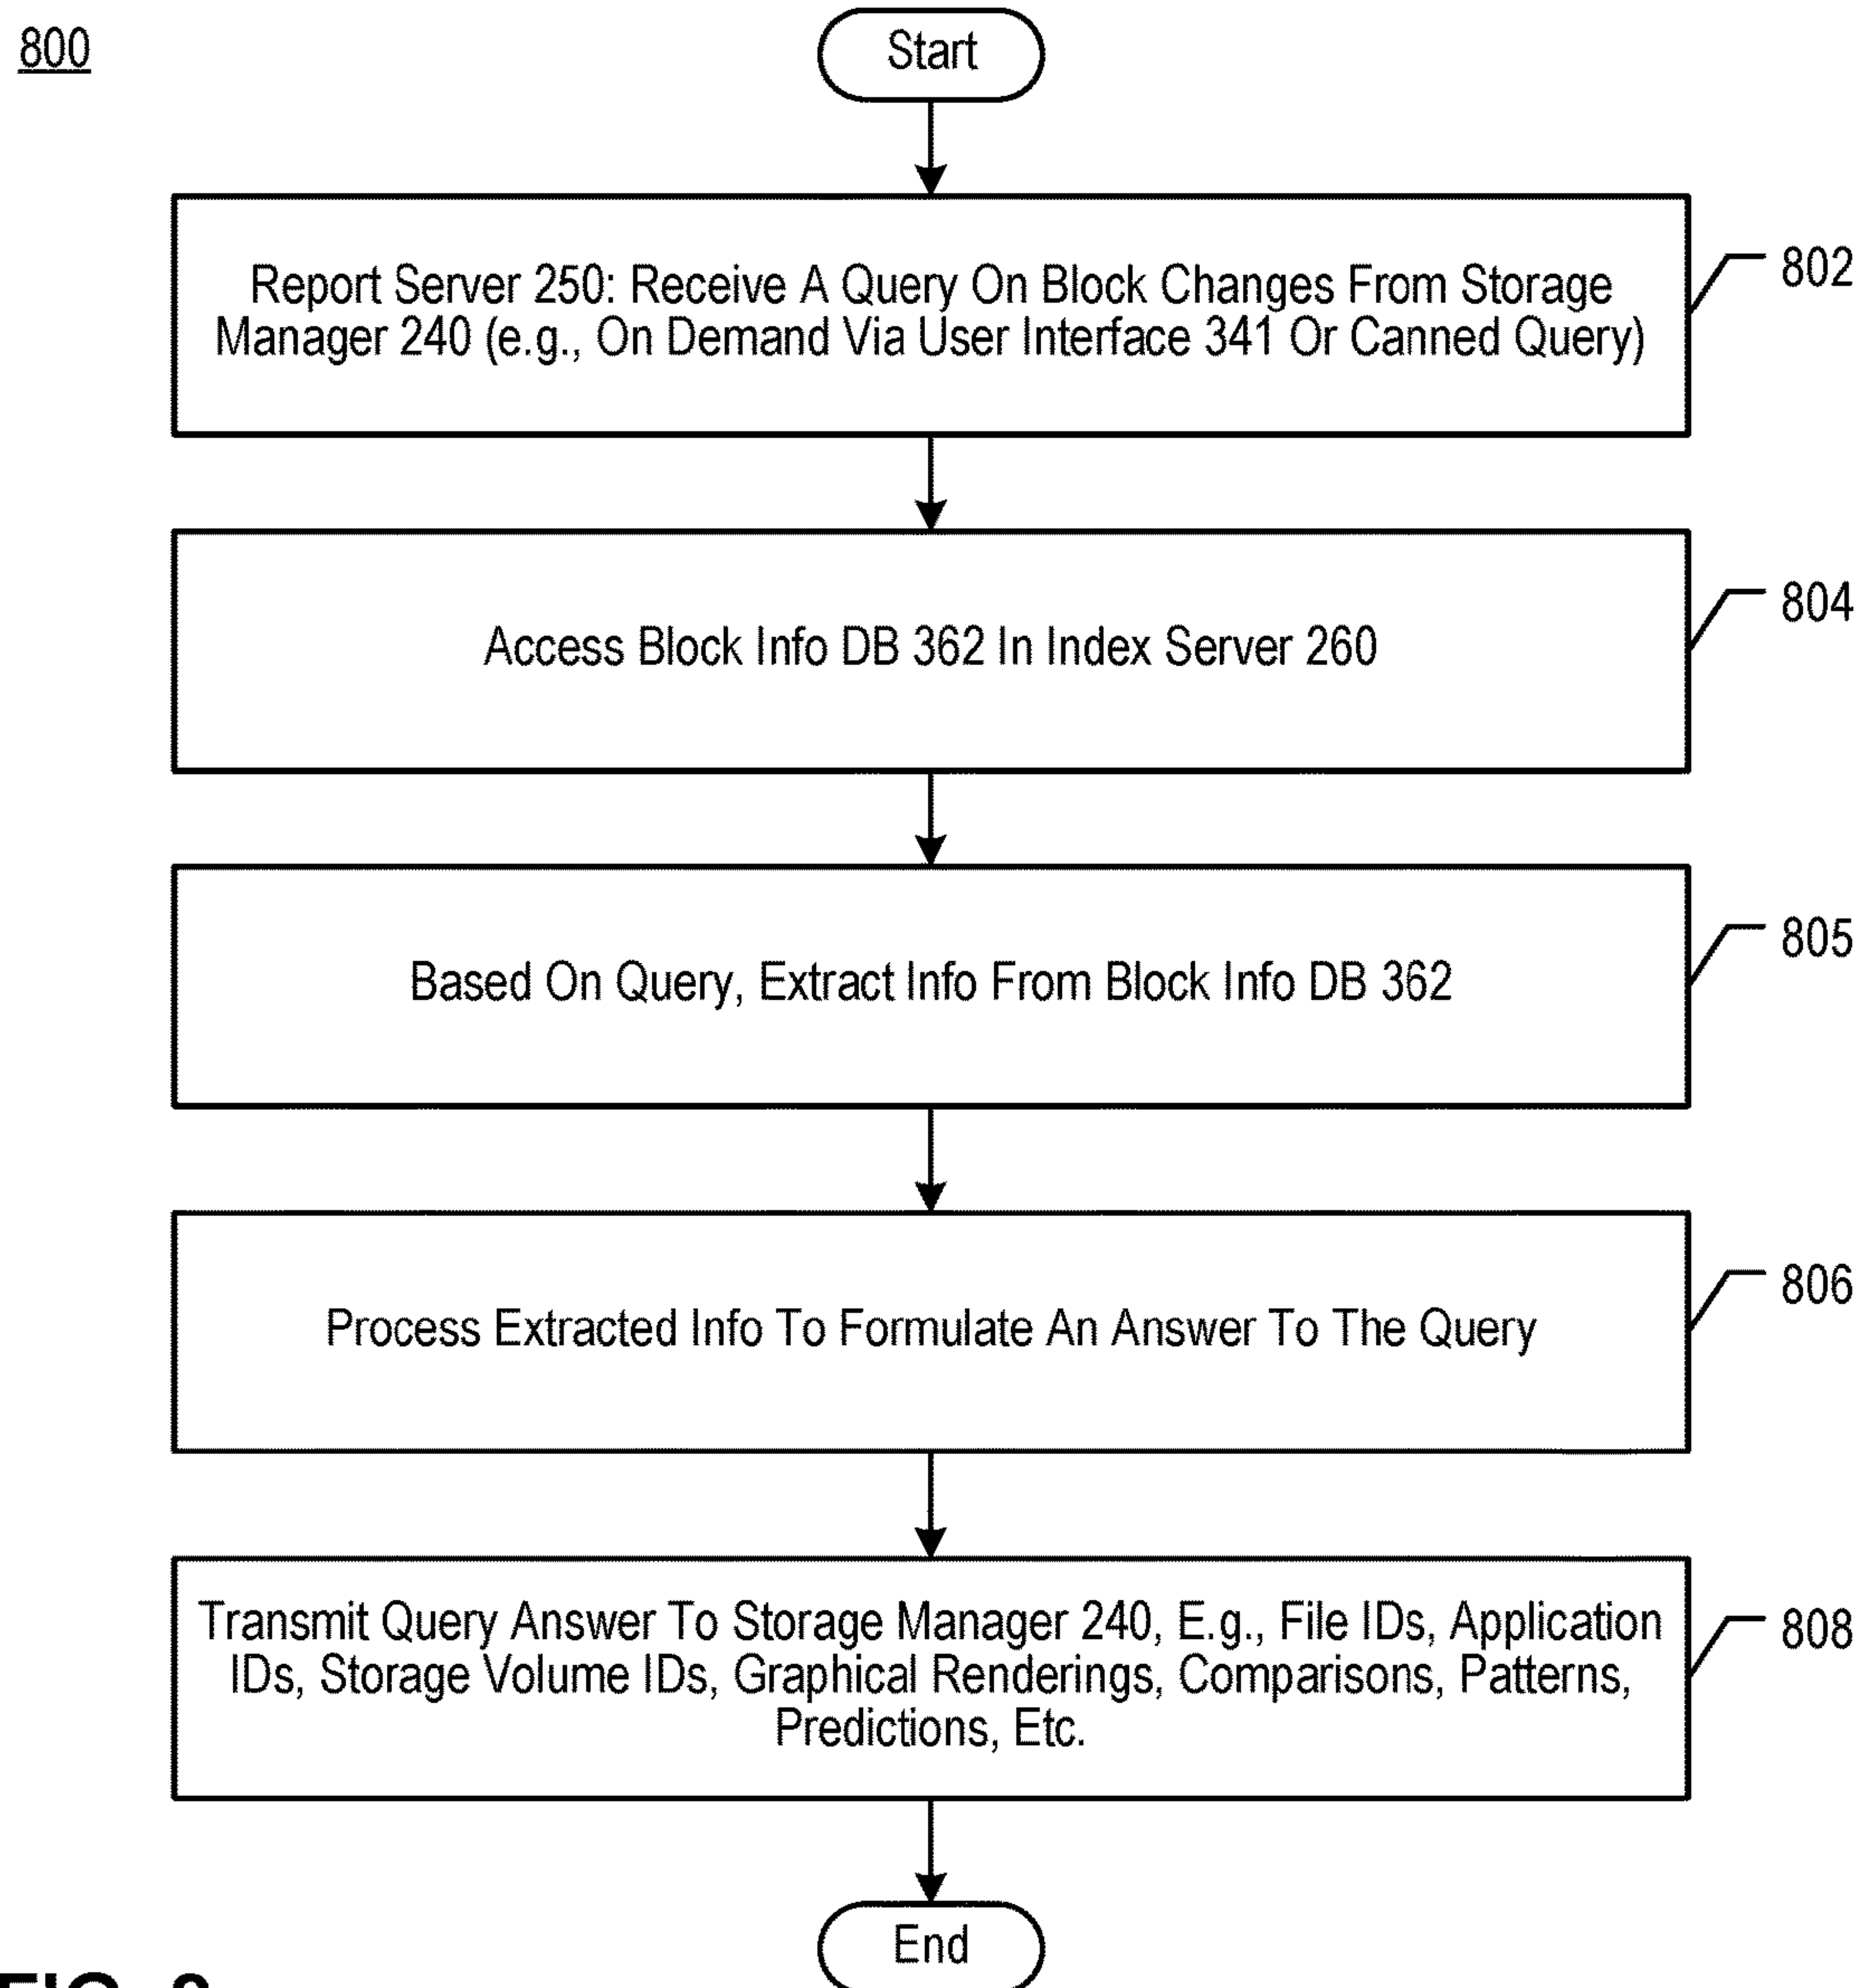 800
Start
Report Server 250: Receive A Query On Block Changes From Storage
Manager 240 (e.g., On Demand Via User Interface 341 Or Canned Query)
802
Access Block Info DB 362 In Index Server 260
804
Based On Query, Extract Info From Block Info DB 362
805
Process Extracted Info To Formulate An Answer To The Query
806
Transmit Query Answer To Storage Manager 240, E.g., File IDs, Application
IDs, Storage Volume IDs, Graphical Renderings, Comparisons, Patterns,
Predictions, Etc.
808
End